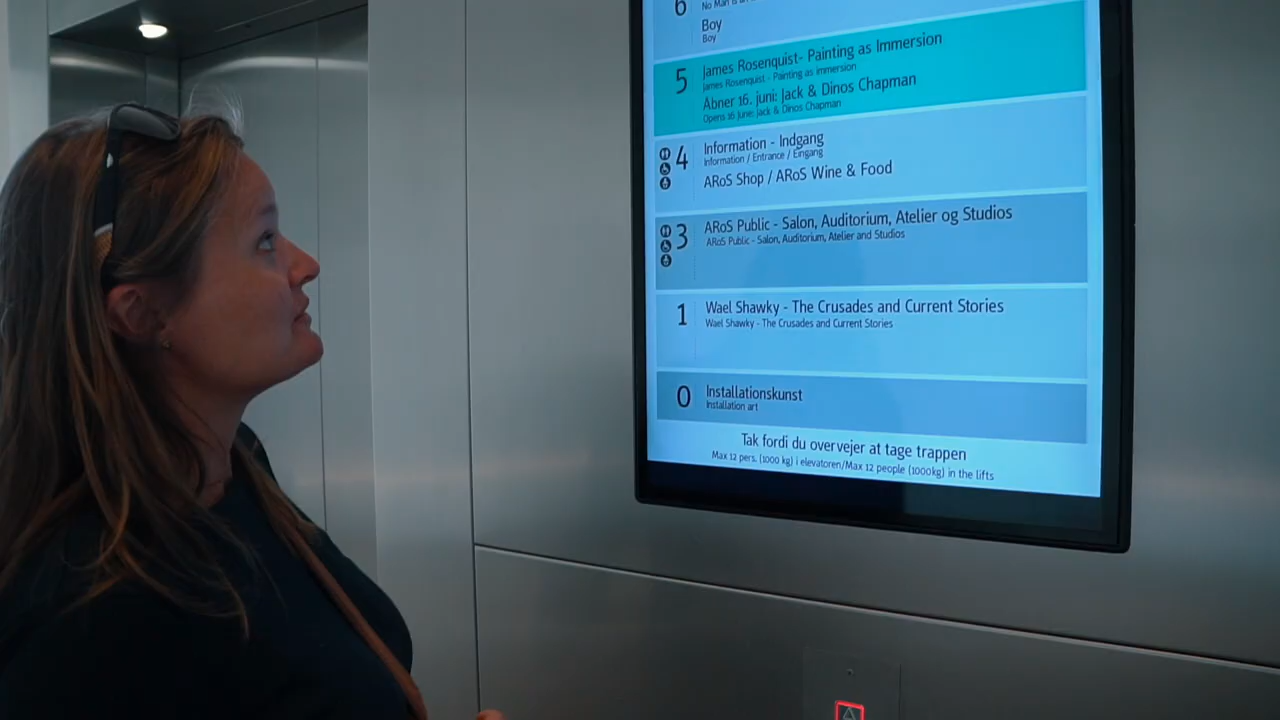 6
No Man is an
Boy
Boy
5
James Rosenquist- Painting as Immersion
James Rosenquist - Painting as immersion
Åbner 16. juni: Jack & Dinos Chapman
Opens 16 june: Jack & Dinos Chapman
4
Information - Indgang
Information / Entrance / Eingang
ARoS Shop / ARoS Wine & Food
3
ARoS Public - Salon, Auditorium, Atelier og Studios
ARoS Public - Salon, Auditorium, Atelier and Studios
1
Wael Shawky - The Crusades and Current Stories
Wael Shawky - The Crusades and Current Stories
0
Installationskunst
Installation art
Tak fordi du overvejer at tage trappen
Max 12 pers. (1000 kg) i elevatoren/Max 12 people (1000kg) in the lifts